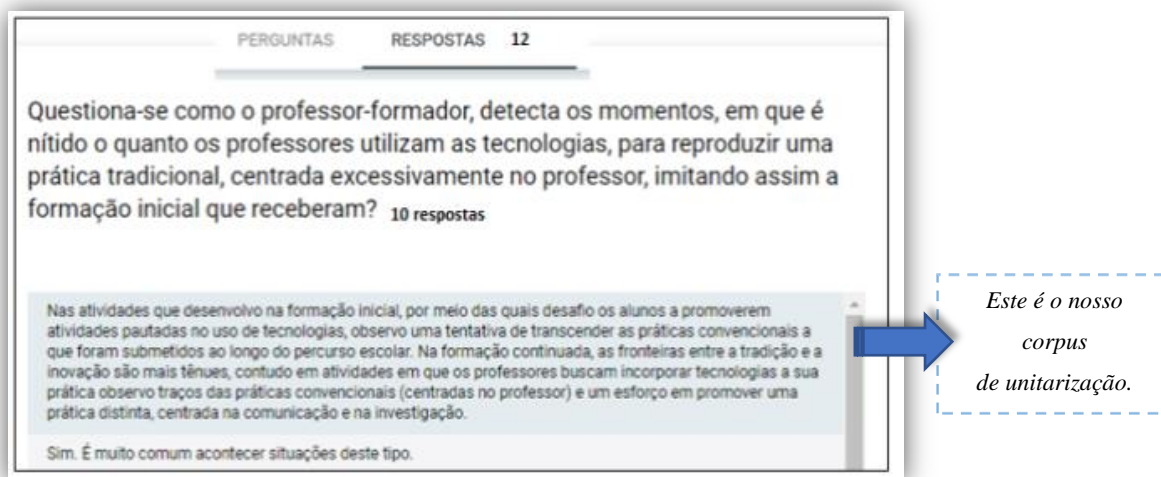 PERGUNTAS RESPOSTAS 12
Questiona-se como o professor-formador, detecta os momentos, em que é
nítido o quanto os professores utilizam as tecnologias, para reproduzir uma
prática tradicional, centrada excessivamente no professor, imitando assim a
formação inicial que receberam? 10 respostas
Nas atividades que desenvolvo na formação inicial, por meio das quais desafio os alunos a promoverem
atividades pautadas no uso de tecnologias, observo uma tentativa de transcender as práticas convencionais a
que foram submetidos ao longo do percurso escolar. Na formação continuada, as fronteiras entre a tradição e a
inovação são mais tênues, contudo em atividades em que os professores buscam incorporar tecnologias a sua
prática observo traços das práticas convencionais (centradas no professor) e um esforço em promover uma
prática distinta, centrada na comunicação e na investigação.
Sim. É muito comum acontecer situações deste tipo.
Este é o nosso
corpus
de unitarização.